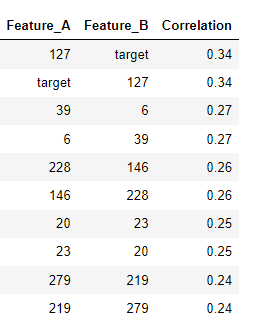 Feature_A Feature_B Correlation
127 target 0.34
target 127 0.34
39 6 0.27
6 39 0.27
228 146 0.26
146 228 0.26
20 23 0.25
23 20 0.25
279 219 0.24
219 279 0.24